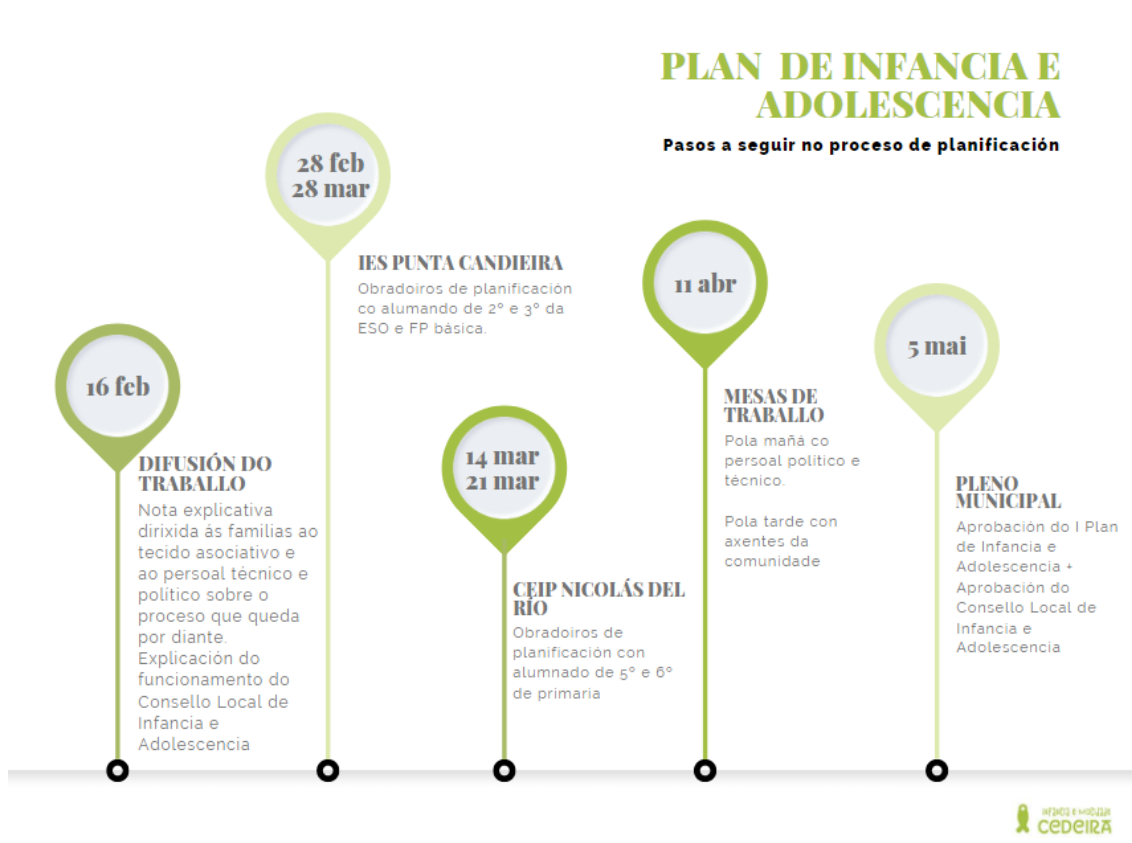 PLAN DE INFANCIA E
ADOLESCENCIA
Pasos a seguir no proceso de planificación
16 feb
DIFUSIÓN DO
TRABALLO
Nota explicativa
dirixida ás familias ao
tecido asociativo e
ao persoal técnico e
político sobre o
proceso que queda
por diante.
Explicación do
funcionamento do
Consello Local de
Infancia e
Adolescencia
28 feb
28 mar
IES PUNTA CANDIEIRA
Obradoiros de planificación
co alumando de 2º e 3º da
ESO e FP básica.
14 mar
21 mar
CEIP NICOLÁS DEL
RÍO
Obradoiros de
planificación con
alumnado de 5º e 6º
de primaria
11 abr
MESAS DE
TRABALLO
Pola mañá co
persoal político e
técnico.
Pola tarde con
axentes da
comunidade
5 mai
PLENO
MUNICIPAL
Aprobación do I Plan
de Infancia e
Adolescencia +
Aprobación do
Consello Local de
Infancia e
Adolescencia
CEDEIRA